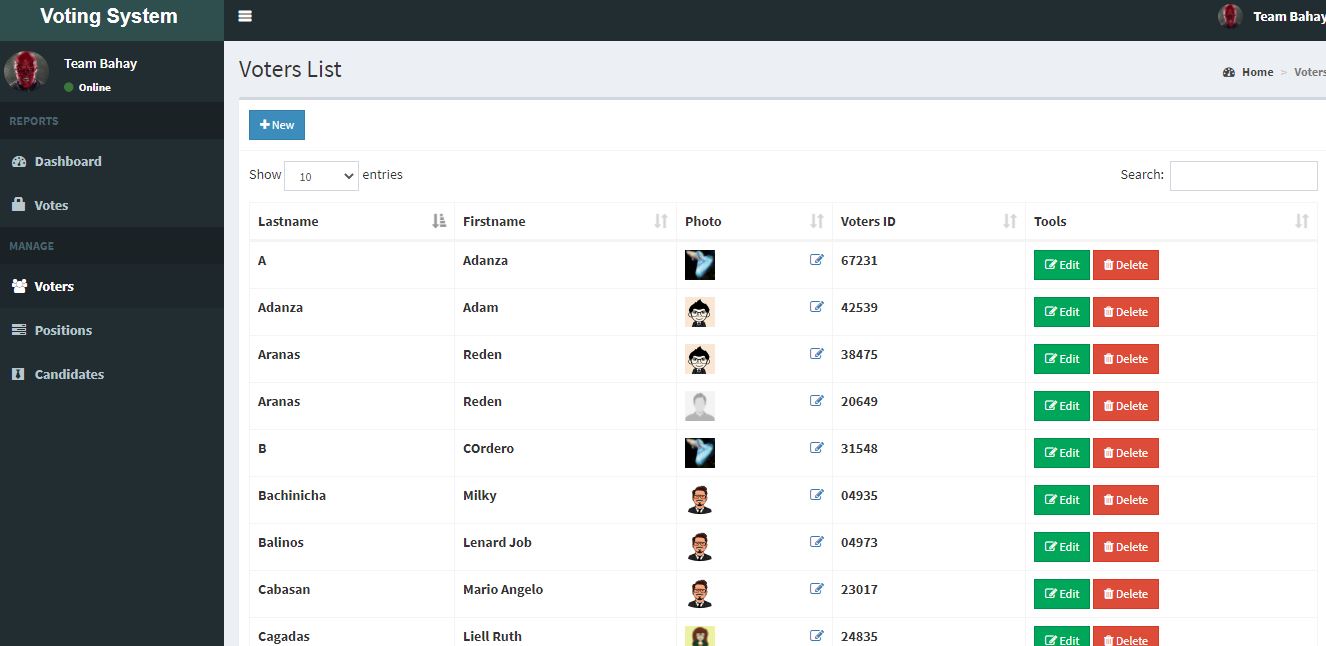 Voting System
Team Bahay
Team Bahay
Online
Voters List
Home > Voters
REPORTS
New
Dashboard
Show 10 entries Search:
Votes
Lastname Firstname Photo Voters ID Tools
MANAGE
A Adanza 67231 Edit Delete
Voters
Adanza Adam 42539 Edit Delete
Positions
Aranas Reden 38475 Edit Delete
Candidates
Aranas Reden 20649 Edit Delete
B COrdero 31548 Edit Delete
Bachinicha Milky 04935 Edit Delete
Balinos Lenard Job 04973 Edit Delete
Cabasan Mario Angelo 23017 Edit Delete
Cagadas Liell Ruth 24835 Edit Delete